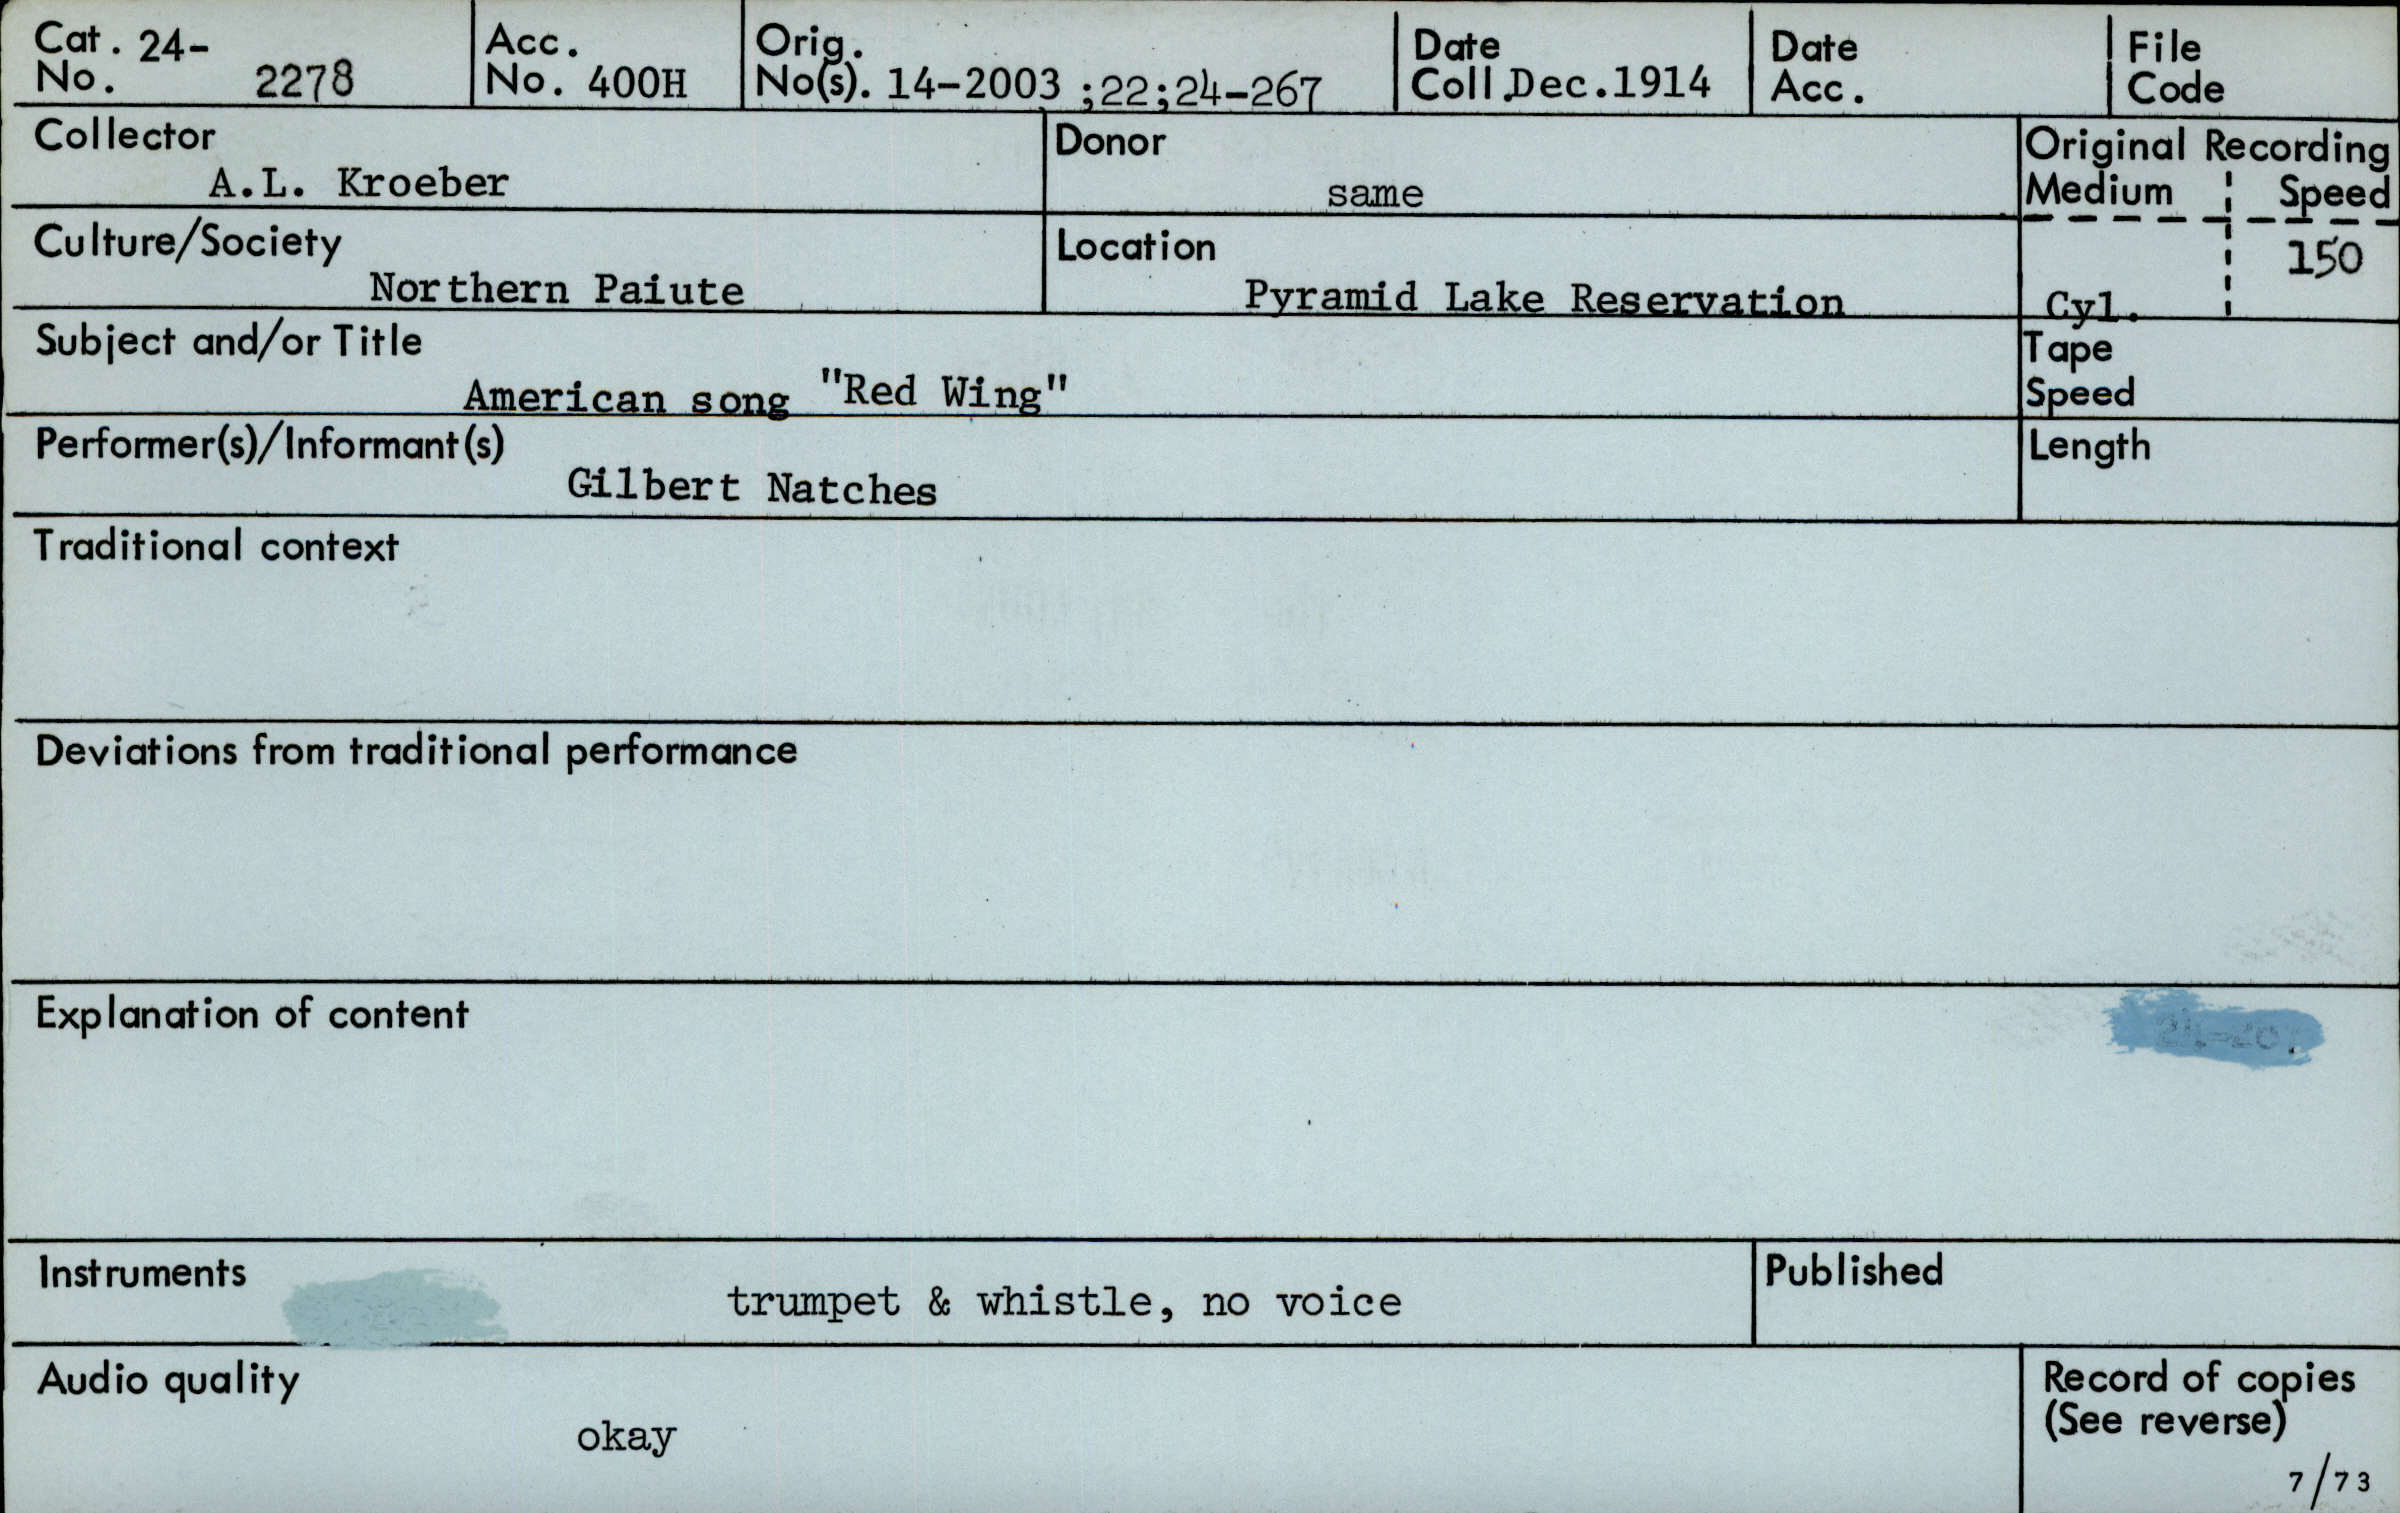 Cat. 24-
No. 2278
Acc.
No. 400H
Orig.
No(s). 14-2003 ;22;24-267
Date
Coll. Dec.1914
Date
Acc.
File
Code
Collector
A.L. Kroeber
Donor
same
Original Recording
Medium Speed
150
Cyl.
Culture/Society
Northern Paiute
Location
Pyramid Lake Reservation
Subject and/or Title
American song "Red Wing"
Tape
Speed
Performer(s)/Informant(s)
Gilbert Natches
Length
Traditional context
Deviations from traditional performance
Explanation of content
Instruments
trumpet & whistle, no voice
Published
Audio quality
okay
Record of copies
(See reverse)
7/73